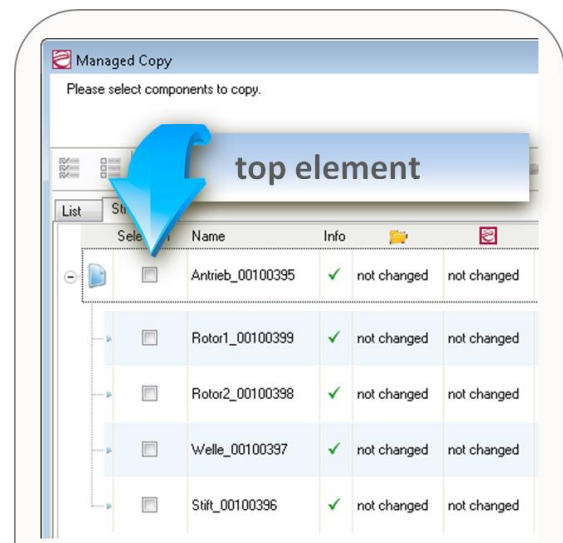 Managed Copy
Please select components to copy.
top element
List
Name Info
Antrieb_00100395 not changed not changed
Rotor1_00100399 not changed not changed
Rotor2_00100398 not changed not changed
Welle_00100397 not changed not changed
Stift_00100396 not changed not changed